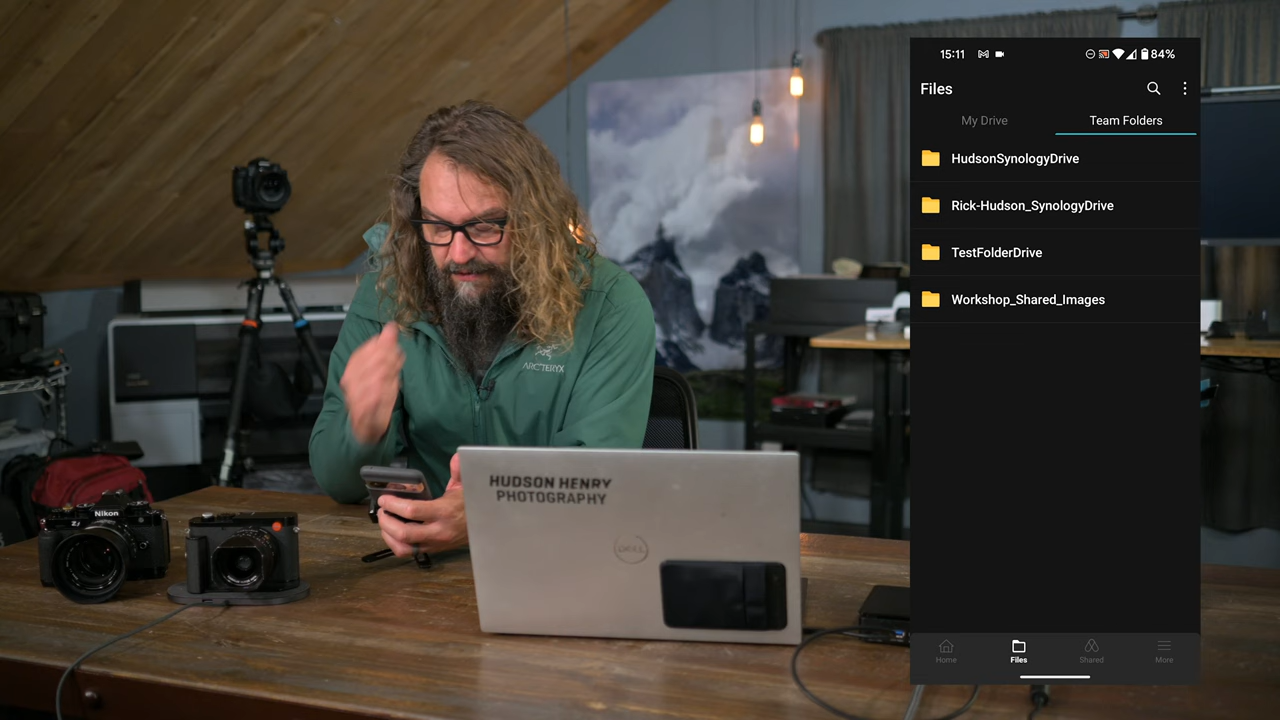 15:11
84%
Files
My Drive
Team Folders
HudsonSynologyDrive
Rick-Hudson_SynologyDrive
TestFolderDrive
Workshop_Shared_Images
Home
Files
Shared
More
ARC'TERYX
HUDSON HENRY
PHOTOGRAPHY
DELL
Nikon